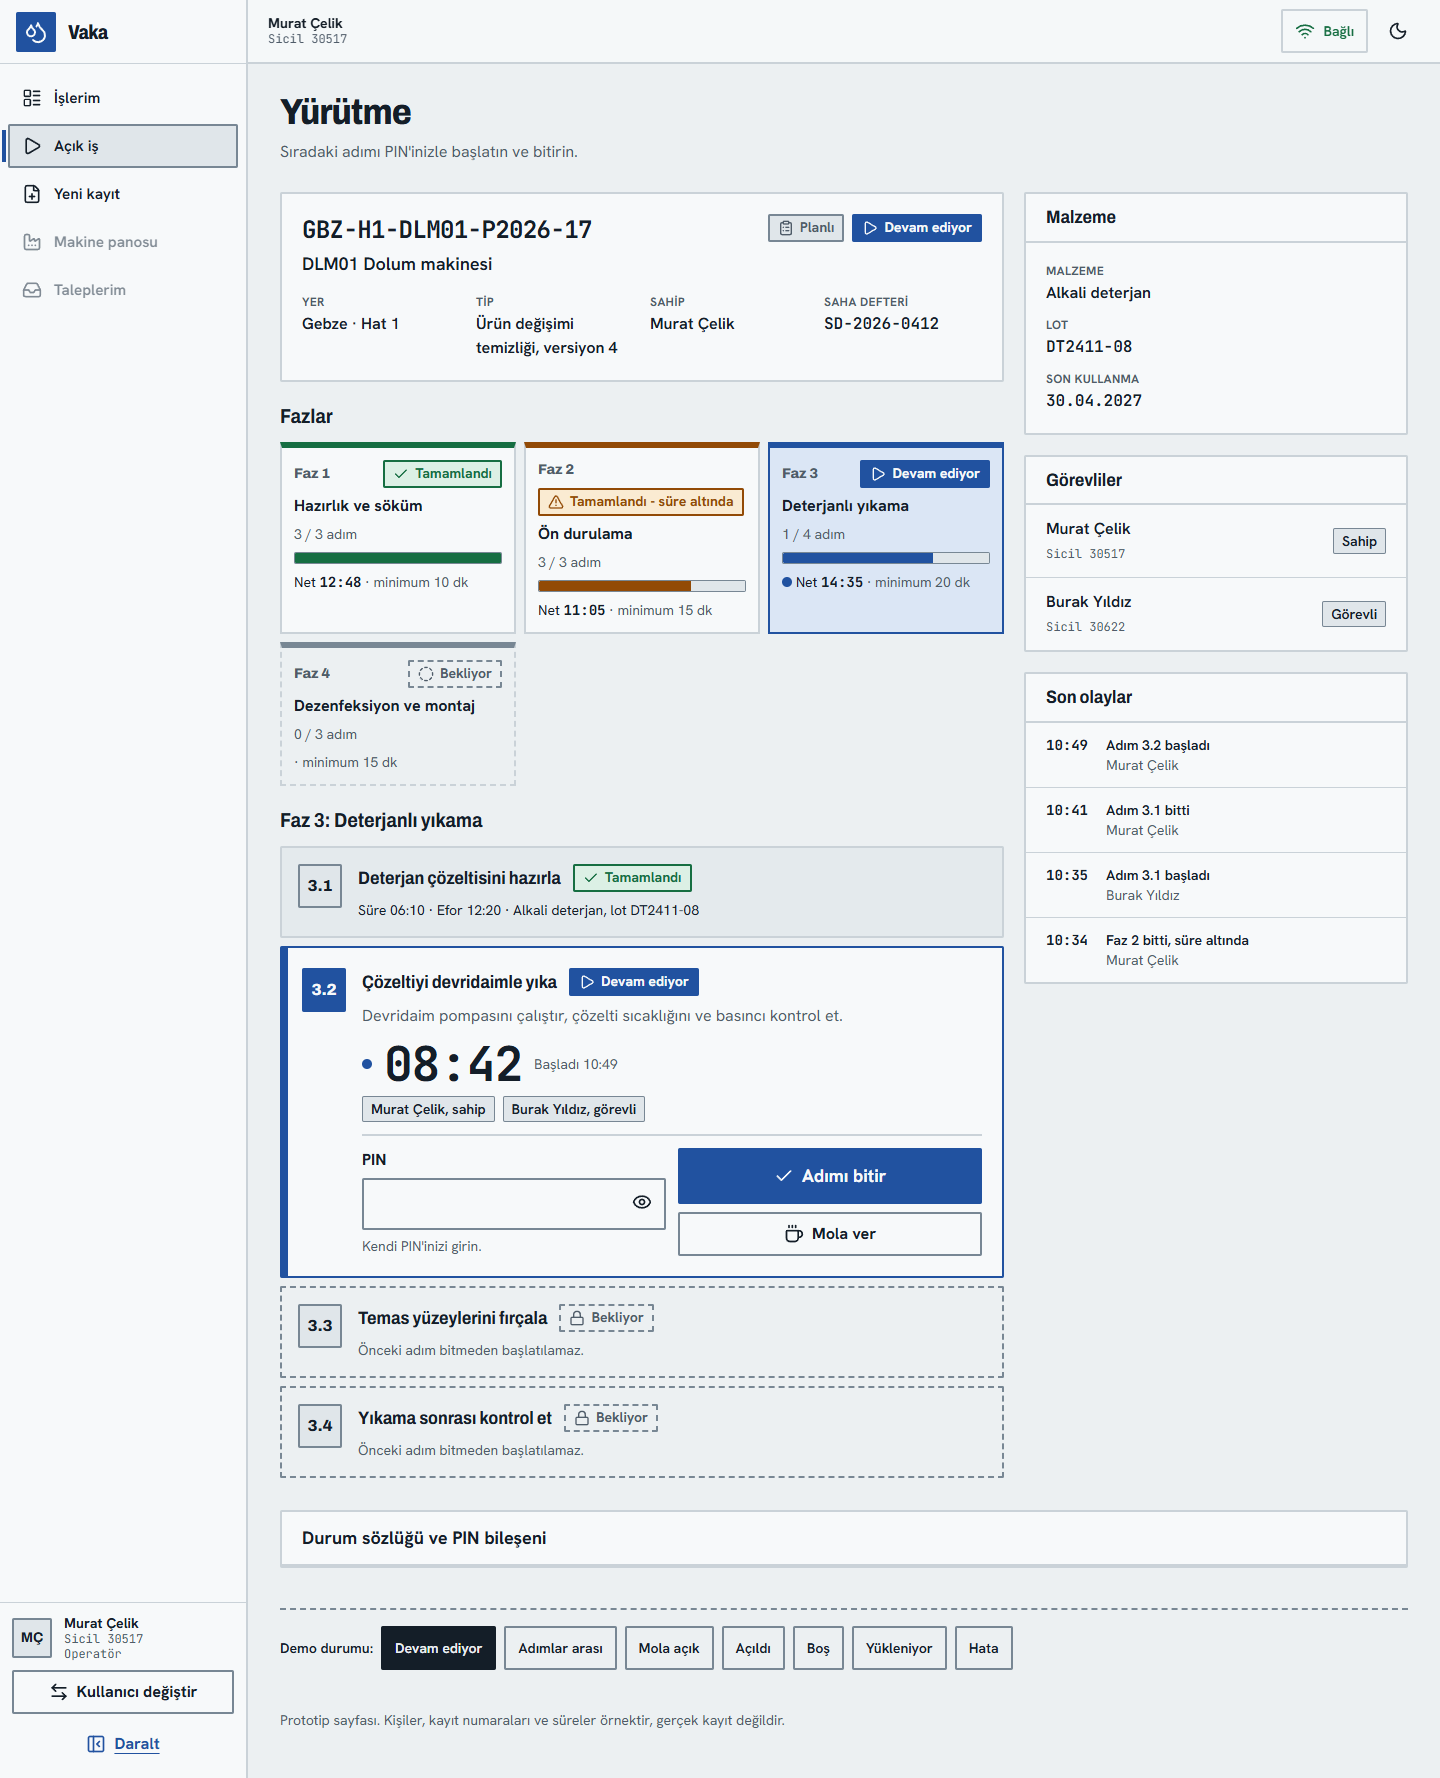 Vaka
Murat Çelik
Sicil 30517
Bağlı
İşlerim
Açık iş
Yeni kayıt
Makine panosu
Taleplerim
Yürütme
Sıradaki adımı PIN'inizle başlatın ve bitirin.
GBZ-H1-DLM01-P2026-17
Planlı
Devam ediyor
DLM01 Dolum makinesi
YER
Gebze · Hat 1
TİP
Ürün değişimi
temizliği, versiyon 4
SAHİP
Murat Çelik
SAHA DEFTERİ
SD-2026-0412
Fazlar
Faz 1
Tamamlandı
Hazırlık ve söküm
3 / 3 adım
Net 12:48 · minimum 10 dk
Faz 2
Tamamlandı - süre altında
Ön durulama
3 / 3 adım
Net 11:05 · minimum 15 dk
Faz 3
Devam ediyor
Deterjanlı yıkama
1 / 4 adım
Net 14:35 · minimum 20 dk
Faz 4
Bekliyor
Dezenfeksiyon ve montaj
0 / 3 adım
· minimum 15 dk
Faz 3: Deterjanlı yıkama
3.1
Deterjan çözeltisini hazırla
Tamamlandı
Süre 06:10 · Efor 12:20 · Alkali deterjan, lot DT2411-08
3.2
Çözeltiyi devridaimle yıka
Devam ediyor
Devridaim pompasını çalıştır, çözelti sıcaklığını ve basıncı kontrol et.
08:42
Başladı 10:49
Murat Çelik, sahip
Burak Yıldız, görevli
PIN
Kendi PIN'inizi girin.
Adımı bitir
Mola ver
3.3
Temas yüzeylerini fırçala
Bekliyor
Önceki adım bitmeden başlatılamaz.
3.4
Yıkama sonrası kontrol et
Bekliyor
Önceki adım bitmeden başlatılamaz.
Malzeme
MALZEME
Alkali deterjan
LOT
DT2411-08
SON KULLANMA
30.04.2027
Görevliler
Murat Çelik
Sicil 30517
Sahip
Burak Yıldız
Sicil 30622
Görevli
Son olaylar
10:49
Adım 3.2 başladı
Murat Çelik
10:41
Adım 3.1 bitti
Murat Çelik
10:35
Adım 3.1 başladı
Burak Yıldız
10:34
Faz 2 bitti, süre altında
Murat Çelik
Durum sözlüğü ve PIN bileşeni
Demo durumu:
Devam ediyor
Adımlar arası
Mola açık
Açıldı
Boş
Yükleniyor
Hata
Prototip sayfası. Kişiler, kayıt numaraları ve süreler örnektir, gerçek kayıt değildir.
MÇ
Murat Çelik
Sicil 30517
Operatör
Kullanıcı değiştir
Daralt